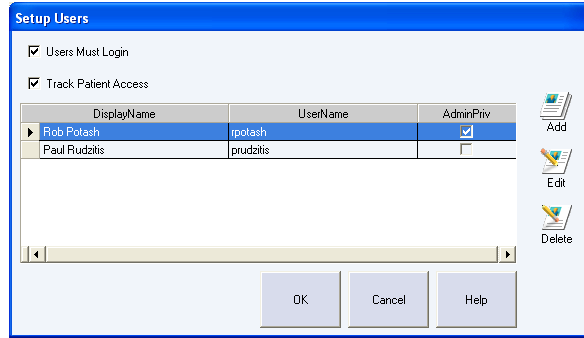 Setup Users
Users Must Login
Track Patient Access
DisplayName UserName AdminPriv
Rob Potash rpotash
Paul Rudzitis prudzitis
Add
Edit
Delete
OK Cancel Help